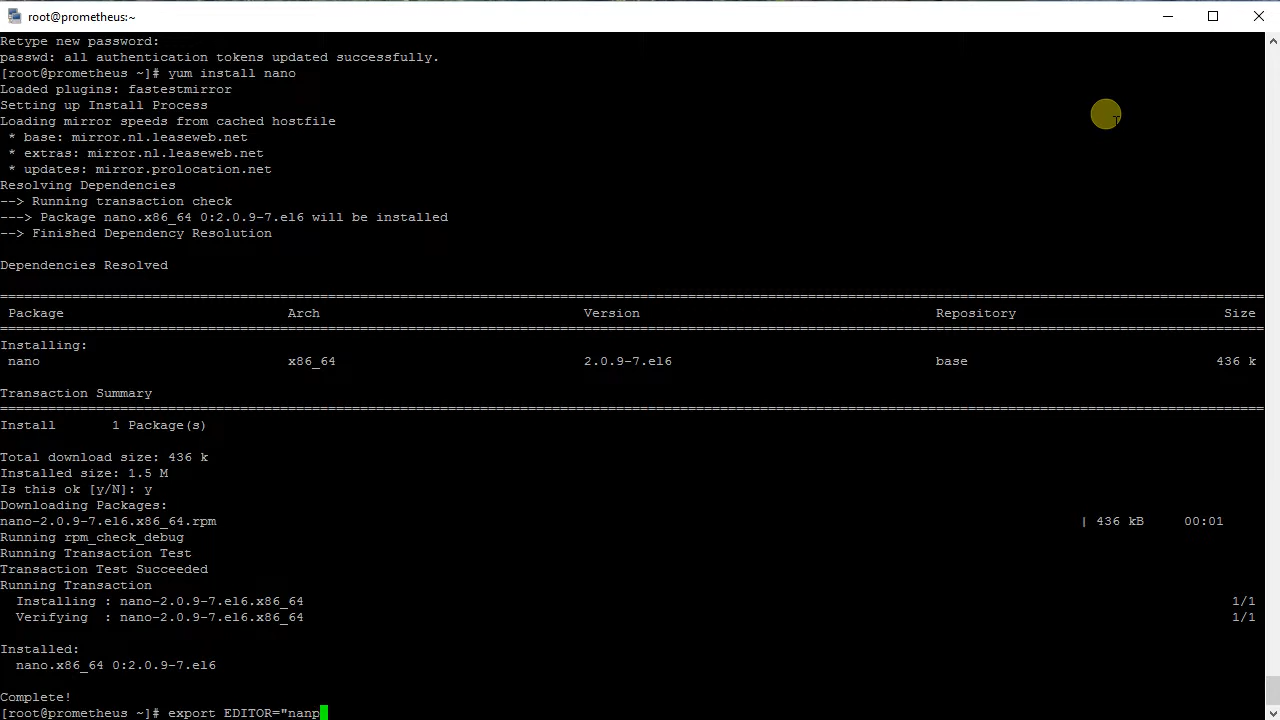 root@prometheus:~
Retype new password:
passwd: all authentication tokens updated successfully.
[root@prometheus ~]# yum install nano
Loaded plugins: fastestmirror
Setting up Install Process
Loading mirror speeds from cached hostfile
 * base: mirror.nl.leaseweb.net
 * extras: mirror.nl.leaseweb.net
 * updates: mirror.prolocation.net
Resolving Dependencies
--> Running transaction check
---> Package nano.x86_64 0:2.0.9-7.el6 will be installed
--> Finished Dependency Resolution
Dependencies Resolved
Package Arch Version Repository Size
Installing:
nano x86_64 2.0.9-7.el6 base 436 k
Transaction Summary
Install 1 Package(s)
Total download size: 436 k
Installed size: 1.5 M
Is this ok [y/N]: y
Downloading Packages:
nano-2.0.9-7.el6.x86_64.rpm | 436 kB 00:01
Running rpm_check_debug
Running Transaction Test
Transaction Test Succeeded
Running Transaction
Installing : nano-2.0.9-7.el6.x86_64 1/1
Verifying : nano-2.0.9-7.el6.x86_64 1/1
Installed:
nano.x86_64 0:2.0.9-7.el6
Complete!
[root@prometheus ~]# export EDITOR="nanp